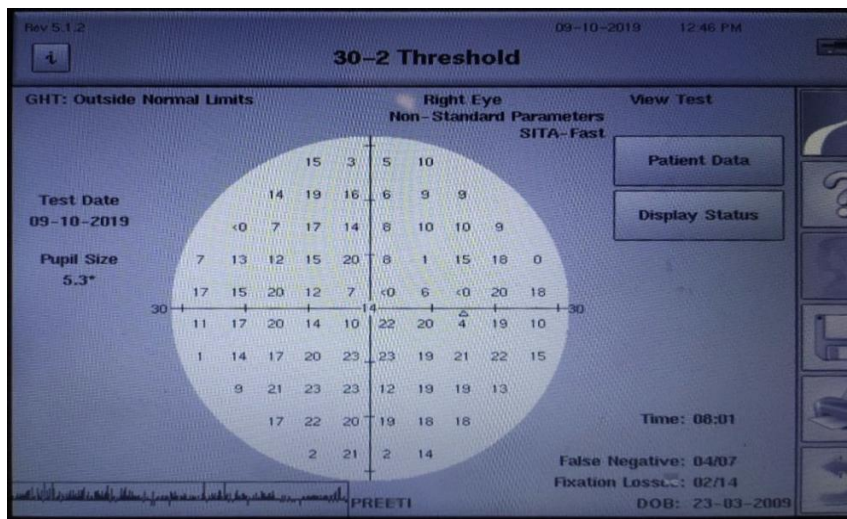 Rev 5.1.2 09-10-2019 12:46 PM
i
30-2 Threshold
GHT: Outside Normal Limits Right Eye View Test
Non-Standard Parameters
SITA-Fast
Patient Data
Display Status
Test Date
09-10-2019
Pupil Size
5.3*
15 3 5 10
14 19 16 6 9 9
<0 7 17 14 8 10 10 9
7 13 12 15 20 8 1 15 18 0
17 15 20 12 7 <0 6 <0 20 18
30 14 30
11 17 20 14 10 22 20 4 19 10
1 14 17 20 23 23 19 21 22 15
9 21 23 23 12 19 19 13
17 22 20 19 18 18
2 21 2 14
Time: 08:01
False Negative: 04/07
Fixation Losses: 02/14
PREETI DOB: 23-03-2009
?